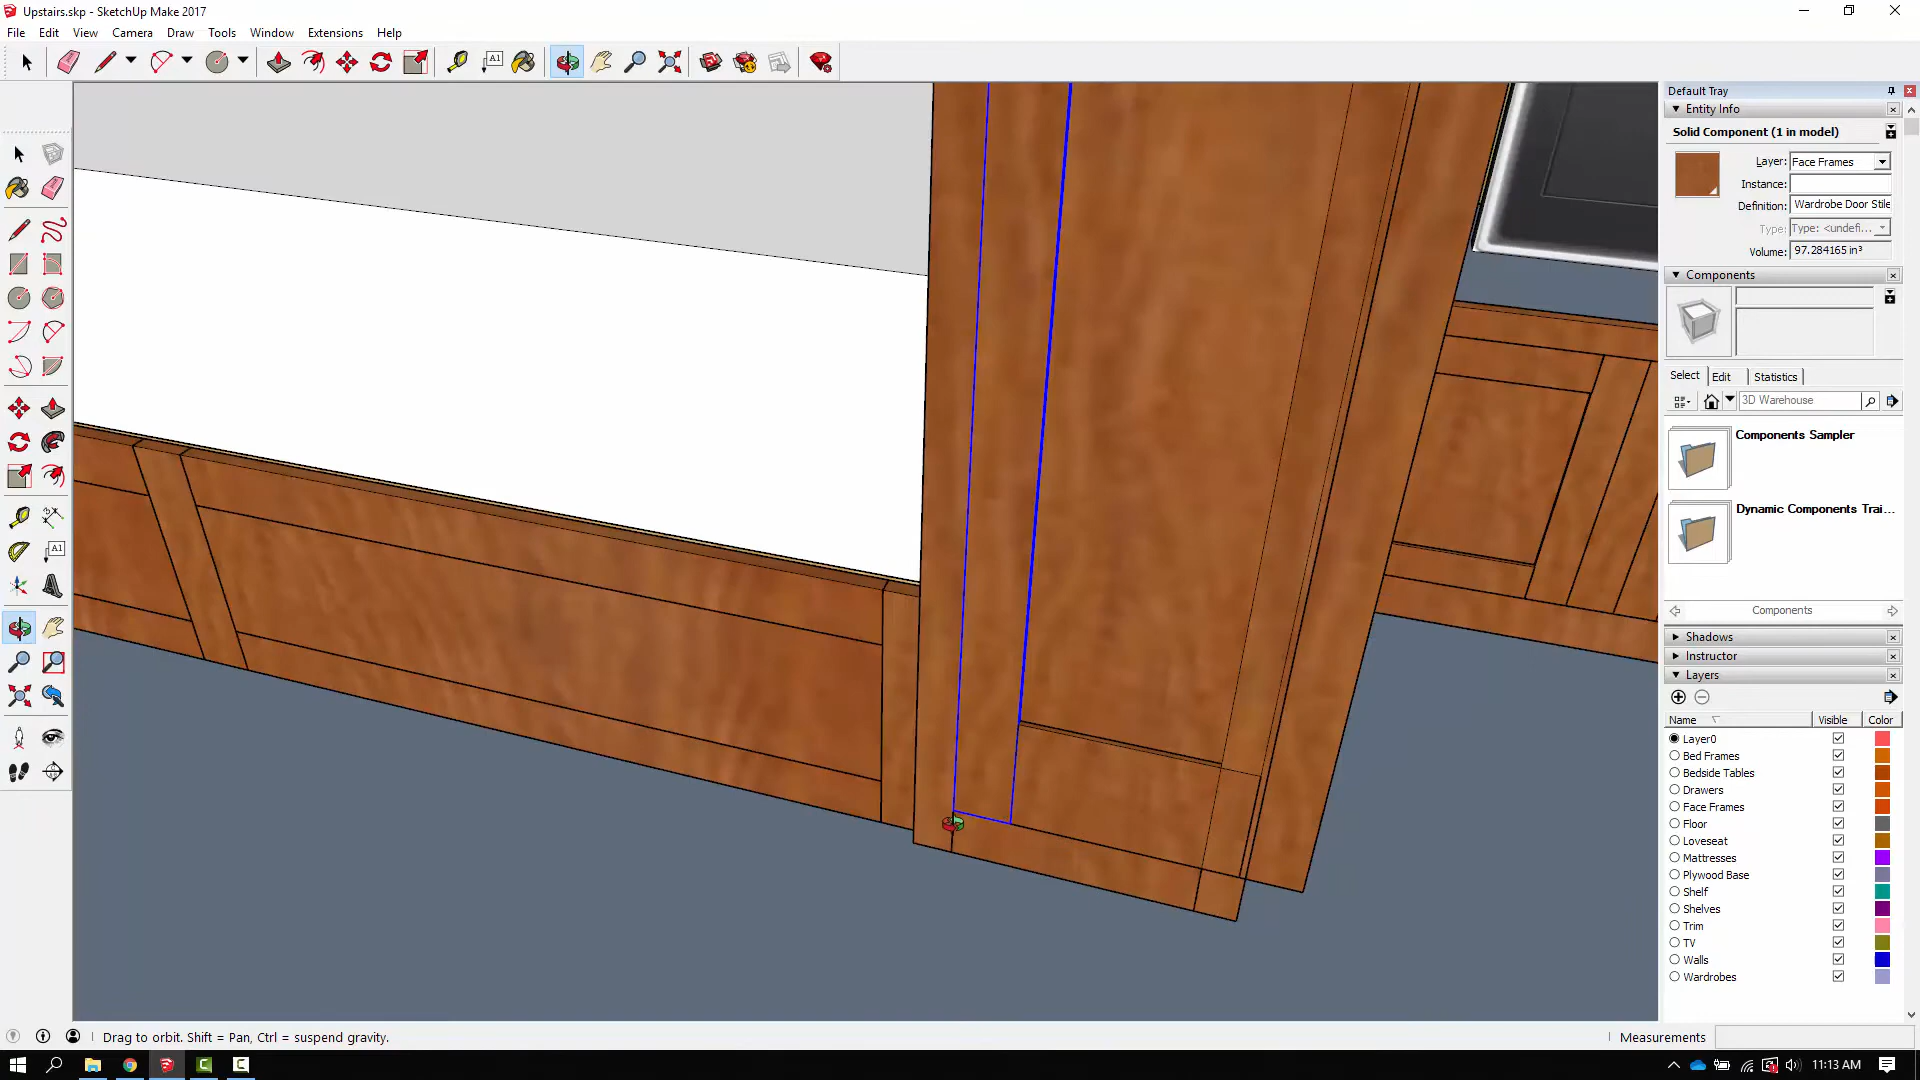 Upstairs.skp - SketchUp Make 2017
File Edit View Camera Draw Tools Window Extensions Help
A1
Default Tray
Entity Info
Solid Component (1 in model)
Layer: Face Frames
Instance:
Definition: Wardrobe Door Stile
Type: Type: <undefi...
Volume: 97.284165 in³
Components
Select Edit Statistics
3D Warehouse
Components Sampler
Dynamic Components Trai...
A1
Components
Shadows
Instructor
Layers
Name Visible Color
Layer0
Bed Frames
Bedside Tables
Drawers
Face Frames
Floor
Loveseat
Mattresses
Plywood Base
Shelf
Shelves
Trim
TV
Walls
Wardrobes
Drag to orbit. Shift = Pan, Ctrl = suspend gravity.
Measurements
11:13 AM